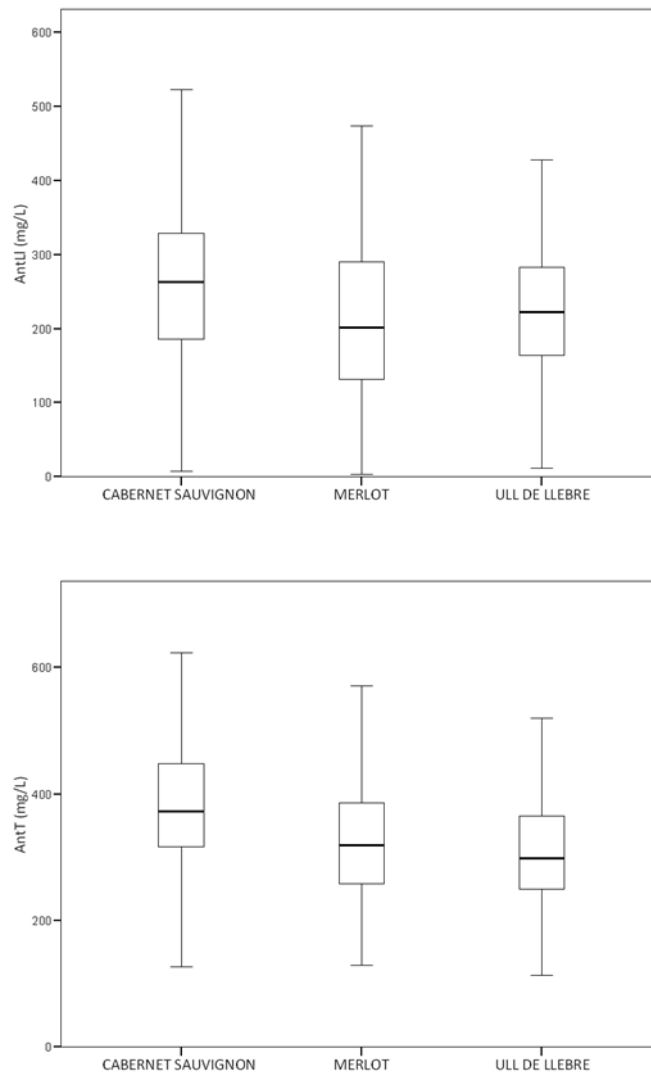 600
500
400
300
200
100
0
AntLl (mg/L)
CABERNET SAUVIGNON MERLOT ULL DE LLEBRE
600
400
200
0
AntT (mg/L)
CABERNET SAUVIGNON MERLOT ULL DE LLEBRE